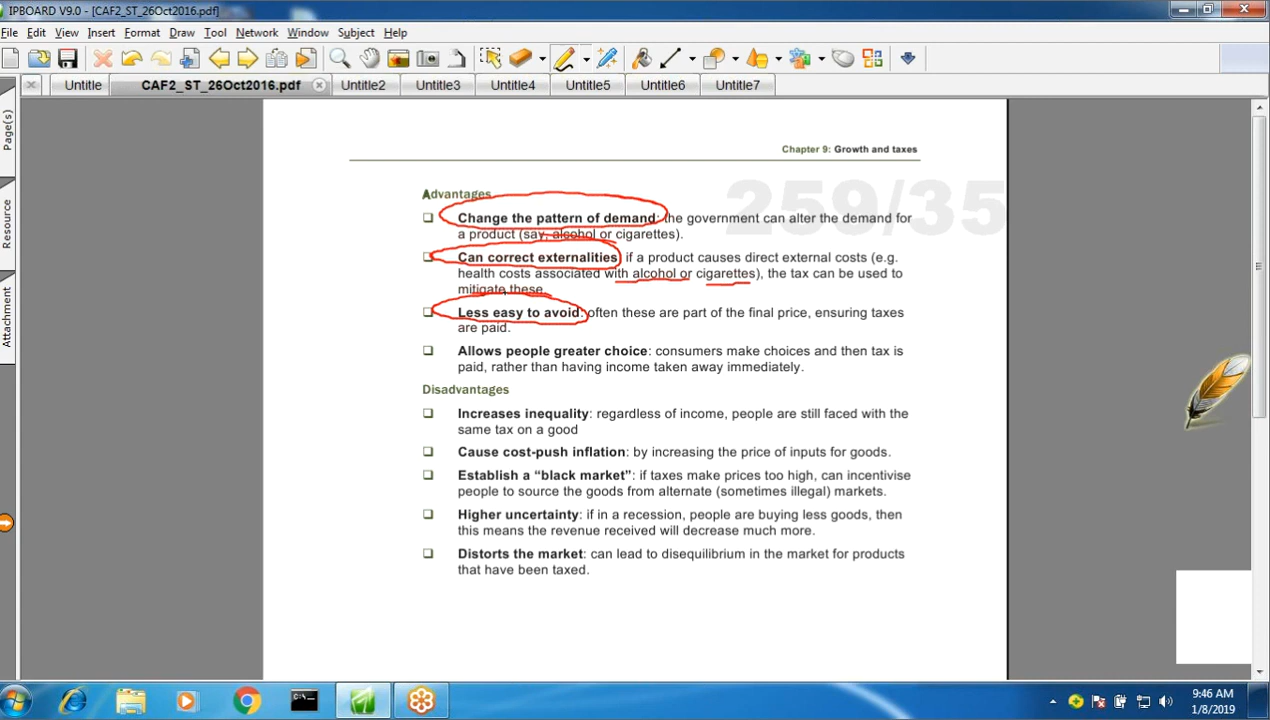 IPBOARD V9.0 - [CAF2_ST_26Oct2016.pdf]
File Edit View Insert Format Draw Tool Network Window Subject Help
Untitle CAF2_ST_26Oct2016.pdf Untitle2 Untitle3 Untitle4 Untitle5 Untitle6 Untitle7
Page(s)
Resource
Attachment
Chapter 9: Growth and taxes
259/35
Advantages
Change the pattern of demand: the government can alter the demand for
a product (say, alcohol or cigarettes).
Can correct externalities: if a product causes direct external costs (e.g.
health costs associated with alcohol or cigarettes), the tax can be used to
mitigate these.
Less easy to avoid: often these are part of the final price, ensuring taxes
are paid.
Allows people greater choice: consumers make choices and then tax is
paid, rather than having income taken away immediately.
Disadvantages
Increases inequality: regardless of income, people are still faced with the
same tax on a good
Cause cost-push inflation: by increasing the price of inputs for goods.
Establish a “black market”: if taxes make prices too high, can incentivise
people to source the goods from alternate (sometimes illegal) markets.
Higher uncertainty: if in a recession, people are buying less goods, then
this means the revenue received will decrease much more.
Distorts the market: can lead to disequilibrium in the market for products
that have been taxed.
9:46 AM
1/8/2019